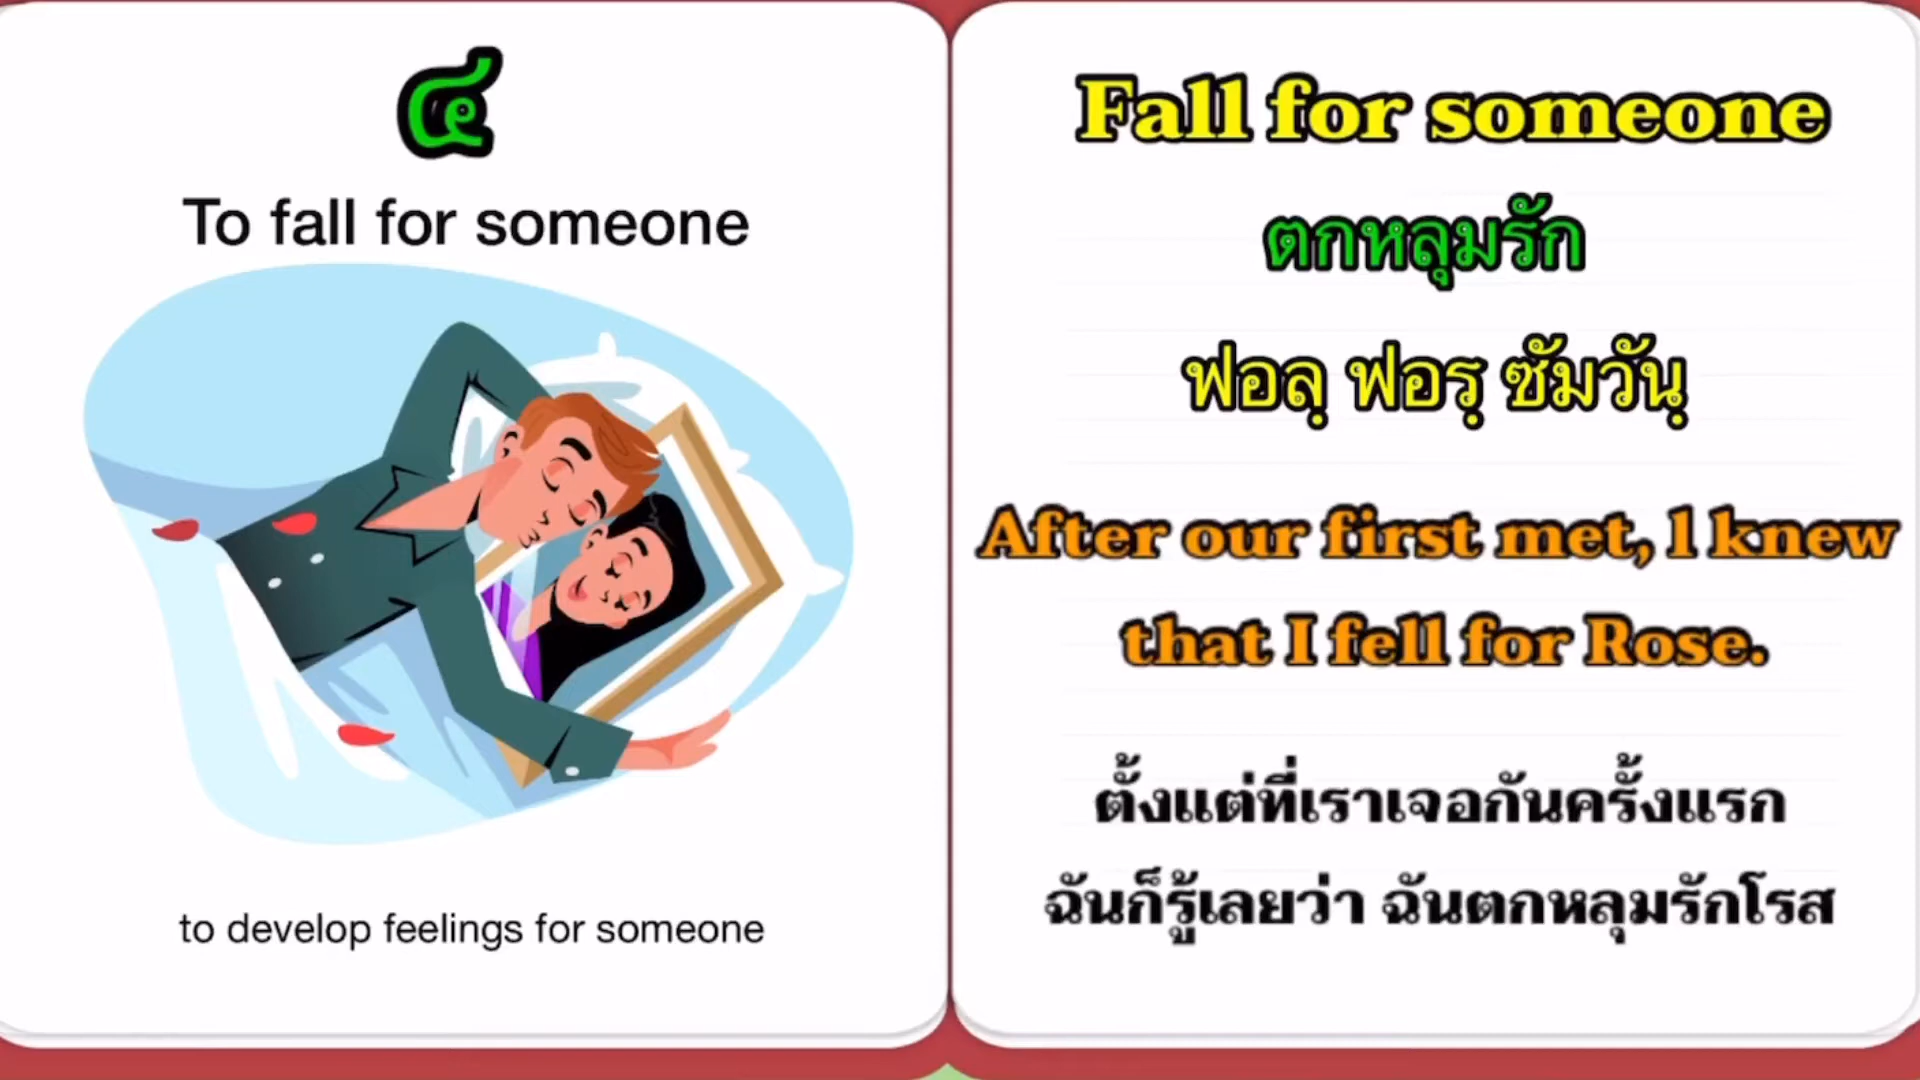 ๔
To fall for someone
to develop feelings for someone
Fall for someone
ตกหลุมรัก
ฟอลฺ ฟอรฺ ซัมวันฺ
After our first met, l knew
that I fell for Rose.
ตั้งแต่ที่เราเจอกันครั้งแรก
ฉันก็รู้เลยว่า ฉันตกหลุมรักโรส